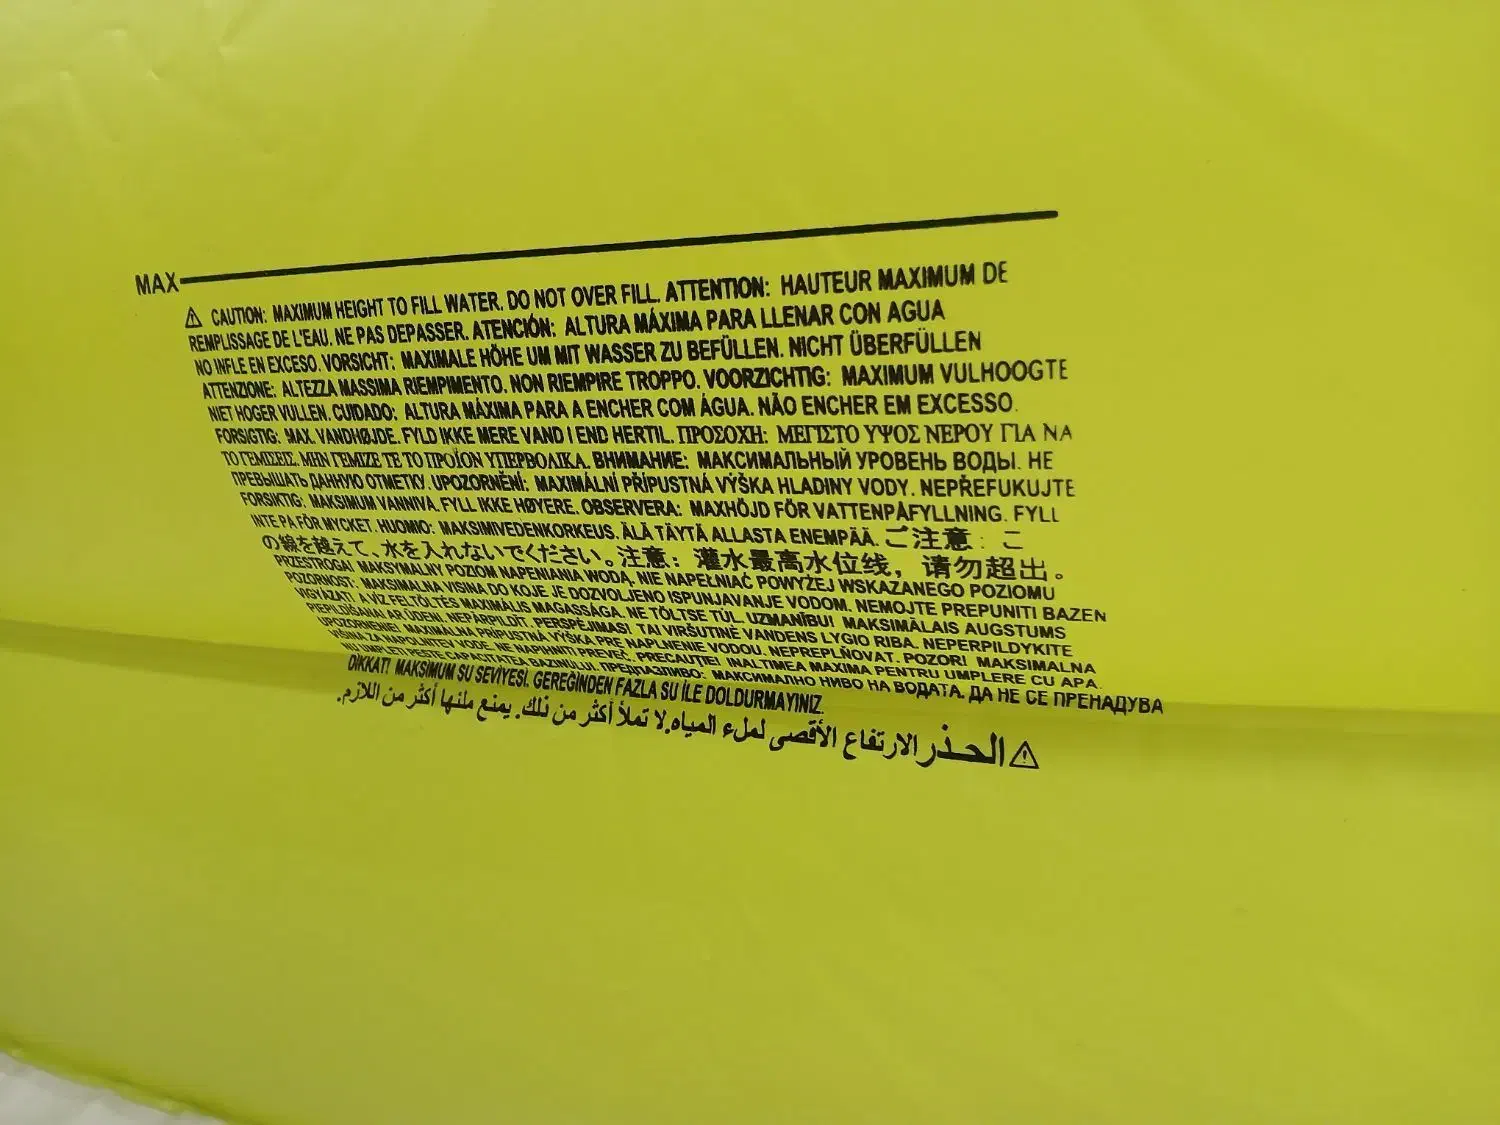 MAX
⚠ CAUTION: MAXIMUM HEIGHT TO FILL WATER. DO NOT OVER FILL. ATTENTION: HAUTEUR MAXIMUM DE
REMPLISSAGE DE L'EAU. NE PAS DEPASSER. ATENCIÓN: ALTURA MÁXIMA PARA LLENAR CON AGUA
NO INFLE EN EXCESO. VORSICHT: MAXIMALE HÖHE UM MIT WASSER ZU BEFÜLLEN. NICHT ÜBERFÜLLEN
ATTENZIONE: ALTEZZA MASSIMA RIEMPIMENTO. NON RIEMPIRE TROPPO. VOORZICHTIG: MAXIMUM VULHOOGTE
NIET HOGER VULLEN. CUIDADO: ALTURA MÁXIMA PARA A ENCHER COM ÁGUA. NÃO ENCHER EM EXCESSO.
FORSIGTIG: MAX. VANDHØJDE. FYLD IKKE MERE VAND I END HERTIL. ΠΡΟΣΟΧΗ: ΜΕΓΙΣΤΟ ΥΨΟΣ ΝΕΡΟΥ ΓΙΑ ΝΑ
ΤΟ ΓΕΜΙΣΕΙΣ. ΜΗΝ ΓΕΜΙΖΕ ΤΕ ΤΟ ΠΡΟΪΟΝ ΥΠΕΡΒΟΛΙΚΑ. ВНИМАНИЕ: МАКСИМАЛЬНЫЙ УРОВЕНЬ ВОДЫ. НЕ
ПРЕВЫШАТЬ ДАННУЮ ОТМЕТКУ. UPOZORNĚNÍ: MAXIMÁLNÍ PŘÍPUSTNÁ VÝŠKA HLADINY VODY. NEPŘEFUKUJTE
FORSIKTIG: MAKSIMUM VANNIVA. FYLL IKKE HØYERE. OBSERVERA: MAXHÖJD FÖR VATTENPÅFYLLNING. FYLL
INTE PÅ FÖR MYCKET. HUOMIO: MAKSIMIVEDENKORKEUS. ÄLÄ TÄYTÄ ALLASTA ENEMPÄÄ. ご注意: こ
の線を越えて、水を入れないでください。注意: 灌水最高水位线，请勿超出。
PRZESTROGA! MAKSYMALNY POZIOM NAPENIANIA WODĄ. NIE NAPEŁNIAĆ POWYŻEJ WSKAZANEGO POZIOMU
POZORNOST: MAKSIMALNA VISINA DO KOJE JE DOZVOLJENO ISPUNJAVANJE VODOM. NEMOJTE PREPUNITI BAZEN
VIGYÁZAT! A VÍZ FELTÖLTÉS MAXIMÁLIS MAGASSÁGA. NE TÖLTSE TÚL. UZMANĪBU! MAKSIMĀLAIS AUGSTUMS
PIEPILDĪŠANAI AR ŪDENI. NEPĀRPILDĪT. PERSPĖJIMAS! TAI VIRŠUTINĖ VANDENS LYGIO RIBA. NEPERPILDYKITE
UPOZORNENIE. MAXIMÁLNA PRÍPUSTNÁ VÝŠKA PRE NAPLNENIE VODOU. NEPREPLŇOVAT. POZOR! MAKSIMALNA
VIŠINA ZA NAPOLNITEV VODE. NE NAPIHNITI PREVEČ. PRECAUŢIE! INALTIMEA MAXIMA PENTRU UMPLERE CU APA.
NU UMPLETI PESTE CAPACITATEA BAZINULUI. ПРЕДПАЗЛИВО: МАКСИМАЛНО НИВО НА ВОДАТА. ДА НЕ СЕ ПРЕНАДУВА
DİKKAT! MAKSIMUM SU SEVİYESİ. GEREĞİNDEN FAZLA SU İLE DOLDURMAYINIZ.
⚠ الحذر الارتفاع الأقصى لملء المياه. لا تملأ أكثر من ذلك. يمنع ملئها أكثر من اللازم.